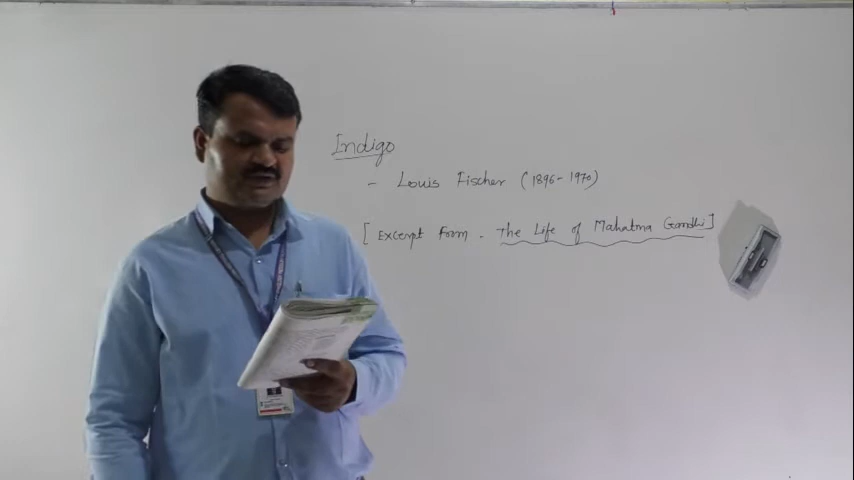 Indigo
- Louis Fischer (1896-1970)
[ Excerpt Form - The Life of Mahatma Gandhi ]